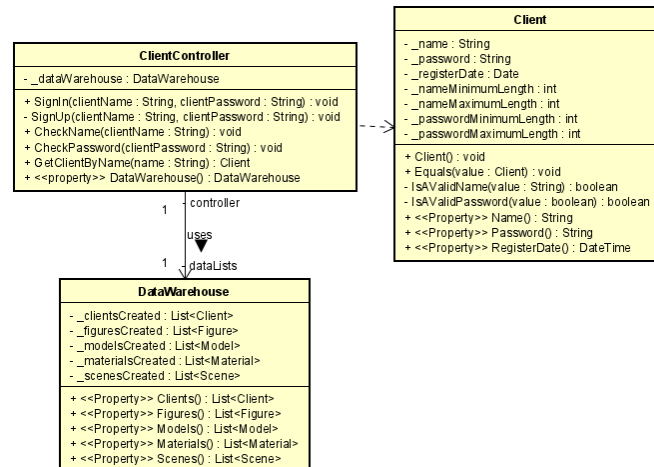 ClientController
- _dataWarehouse : DataWarehouse
+ SignIn(clientName : String, clientPassword : String) : void
- SignUp(clientName : String, clientPassword : String) : void
+ CheckName(clientName : String) : void
+ CheckPassword(clientPassword : String) : void
+ GetClientByName(name : String) : Client
+ <<property>> DataWarehouse() : DataWarehouse
Client
- _name : String
- _password : String
- _registerDate : Date
- _nameMinimumLength : int
- _nameMaximumLength : int
- _passwordMinimumLength : int
- _passwordMaximumLength : int
+ Client() : void
+ Equals(value : Client) : void
- IsAValidName(value : String) : boolean
- IsAValidPassword(value : boolean) : boolean
+ <<Property>> Name() : String
+ <<Property>> Password() : String
+ <<Property>> RegisterDate() : DateTime
- controller
1
uses
1
- dataLists
DataWarehouse
- _clientsCreated : List<Client>
- _figuresCreated : List<Figure>
- _modelsCreated : List<Model>
- _materialsCreated : List<Material>
- _scenesCreated : List<Scene>
+ <<Property>> Clients() : List<Client>
+ <<Property>> Figures() : List<Figure>
+ <<Property>> Models() : List<Model>
+ <<Property>> Materials() : List<Material>
+ <<Property>> Scenes() : List<Scene>